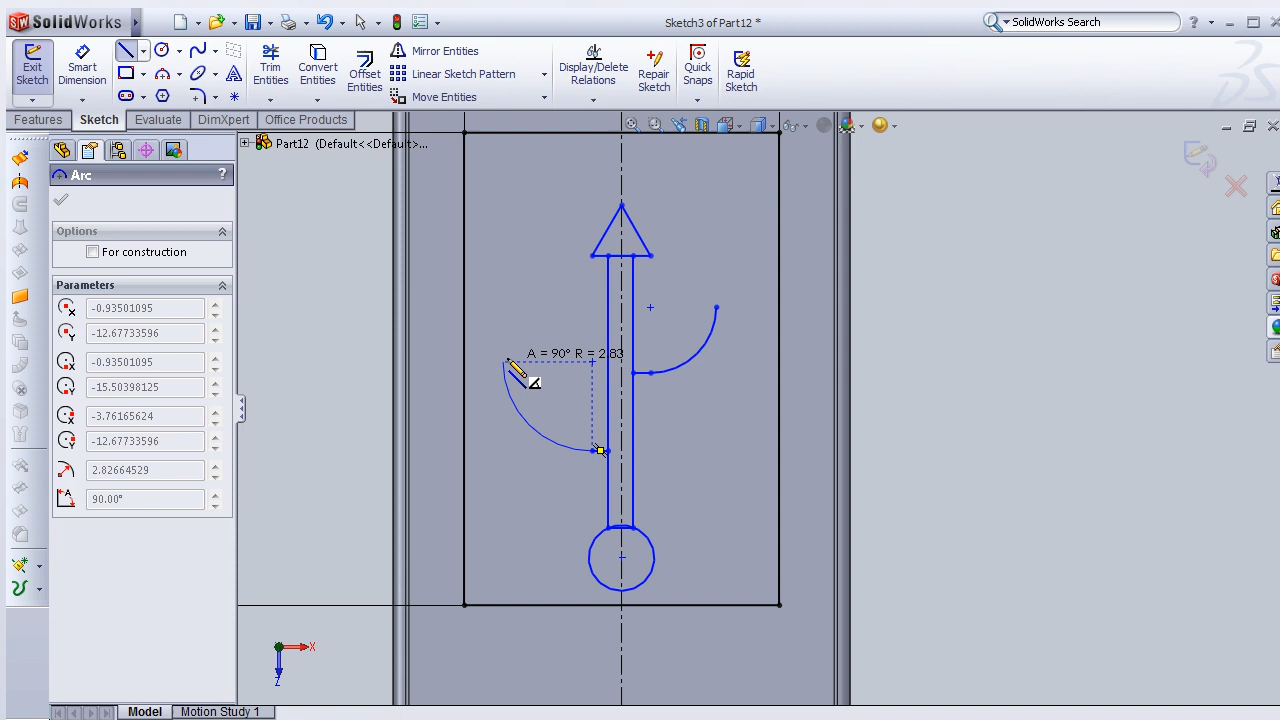 SW SOLIDWORKS
Sketch3 of Part12 *
SolidWorks Search
?
Exit Sketch
Smart Dimension
Trim Entities
Convert Entities
Offset Entities
Mirror Entities
Linear Sketch Pattern
Move Entities
Display/Delete Relations
Repair Sketch
Quick Snaps
Rapid Sketch
Features
Sketch
Evaluate
DimXpert
Office Products
Part12 (Default<<Default>...
Arc
?
Options
For construction
Parameters
-0.93501095
-12.67733596
-0.93501095
-15.50398125
-3.76165624
-12.67733596
2.82664529
90.00°
A = 90° R = 2.83
X
Z
Model
Motion Study 1